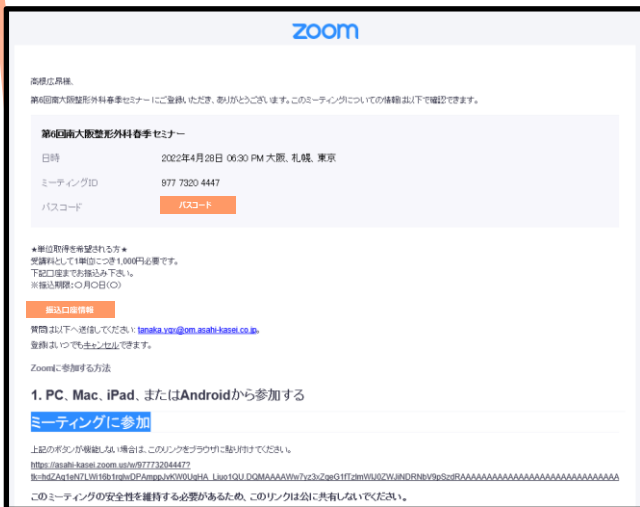 zoom
高橋広昴様、
第6回南大阪整形外科春季セミナー にご登録いただき、ありがとうございます。このミーティングについての情報は以下で確認できます。
第6回南大阪整形外科春季セミナー
日時 2022年4月28日 06:30 PM 大阪、札幌、東京
ミーティングID 977 7320 4447
パスコード パスコード
★単位取得を希望される方★
受講料として1単位につき1,000円必要です。
下記口座までお振込み下さい。
※振込期限:〇月〇日(〇)
振込口座情報
質問は以下へ送信してください: tanaka.yqx@om.asahi-kasei.co.jp。
登録はいつでもキャンセルできます。
Zoomに参加する方法
1. PC、Mac、iPad、またはAndroidから参加する
ミーティングに参加
上記のボタンが機能しない場合は、このリンクをブラウザに貼り付けてください。
https://asahi-kasei.zoom.us/w/97773204447?
このミーティングの安全性を維持する必要があるため、このリンクは公に共有しないでください。